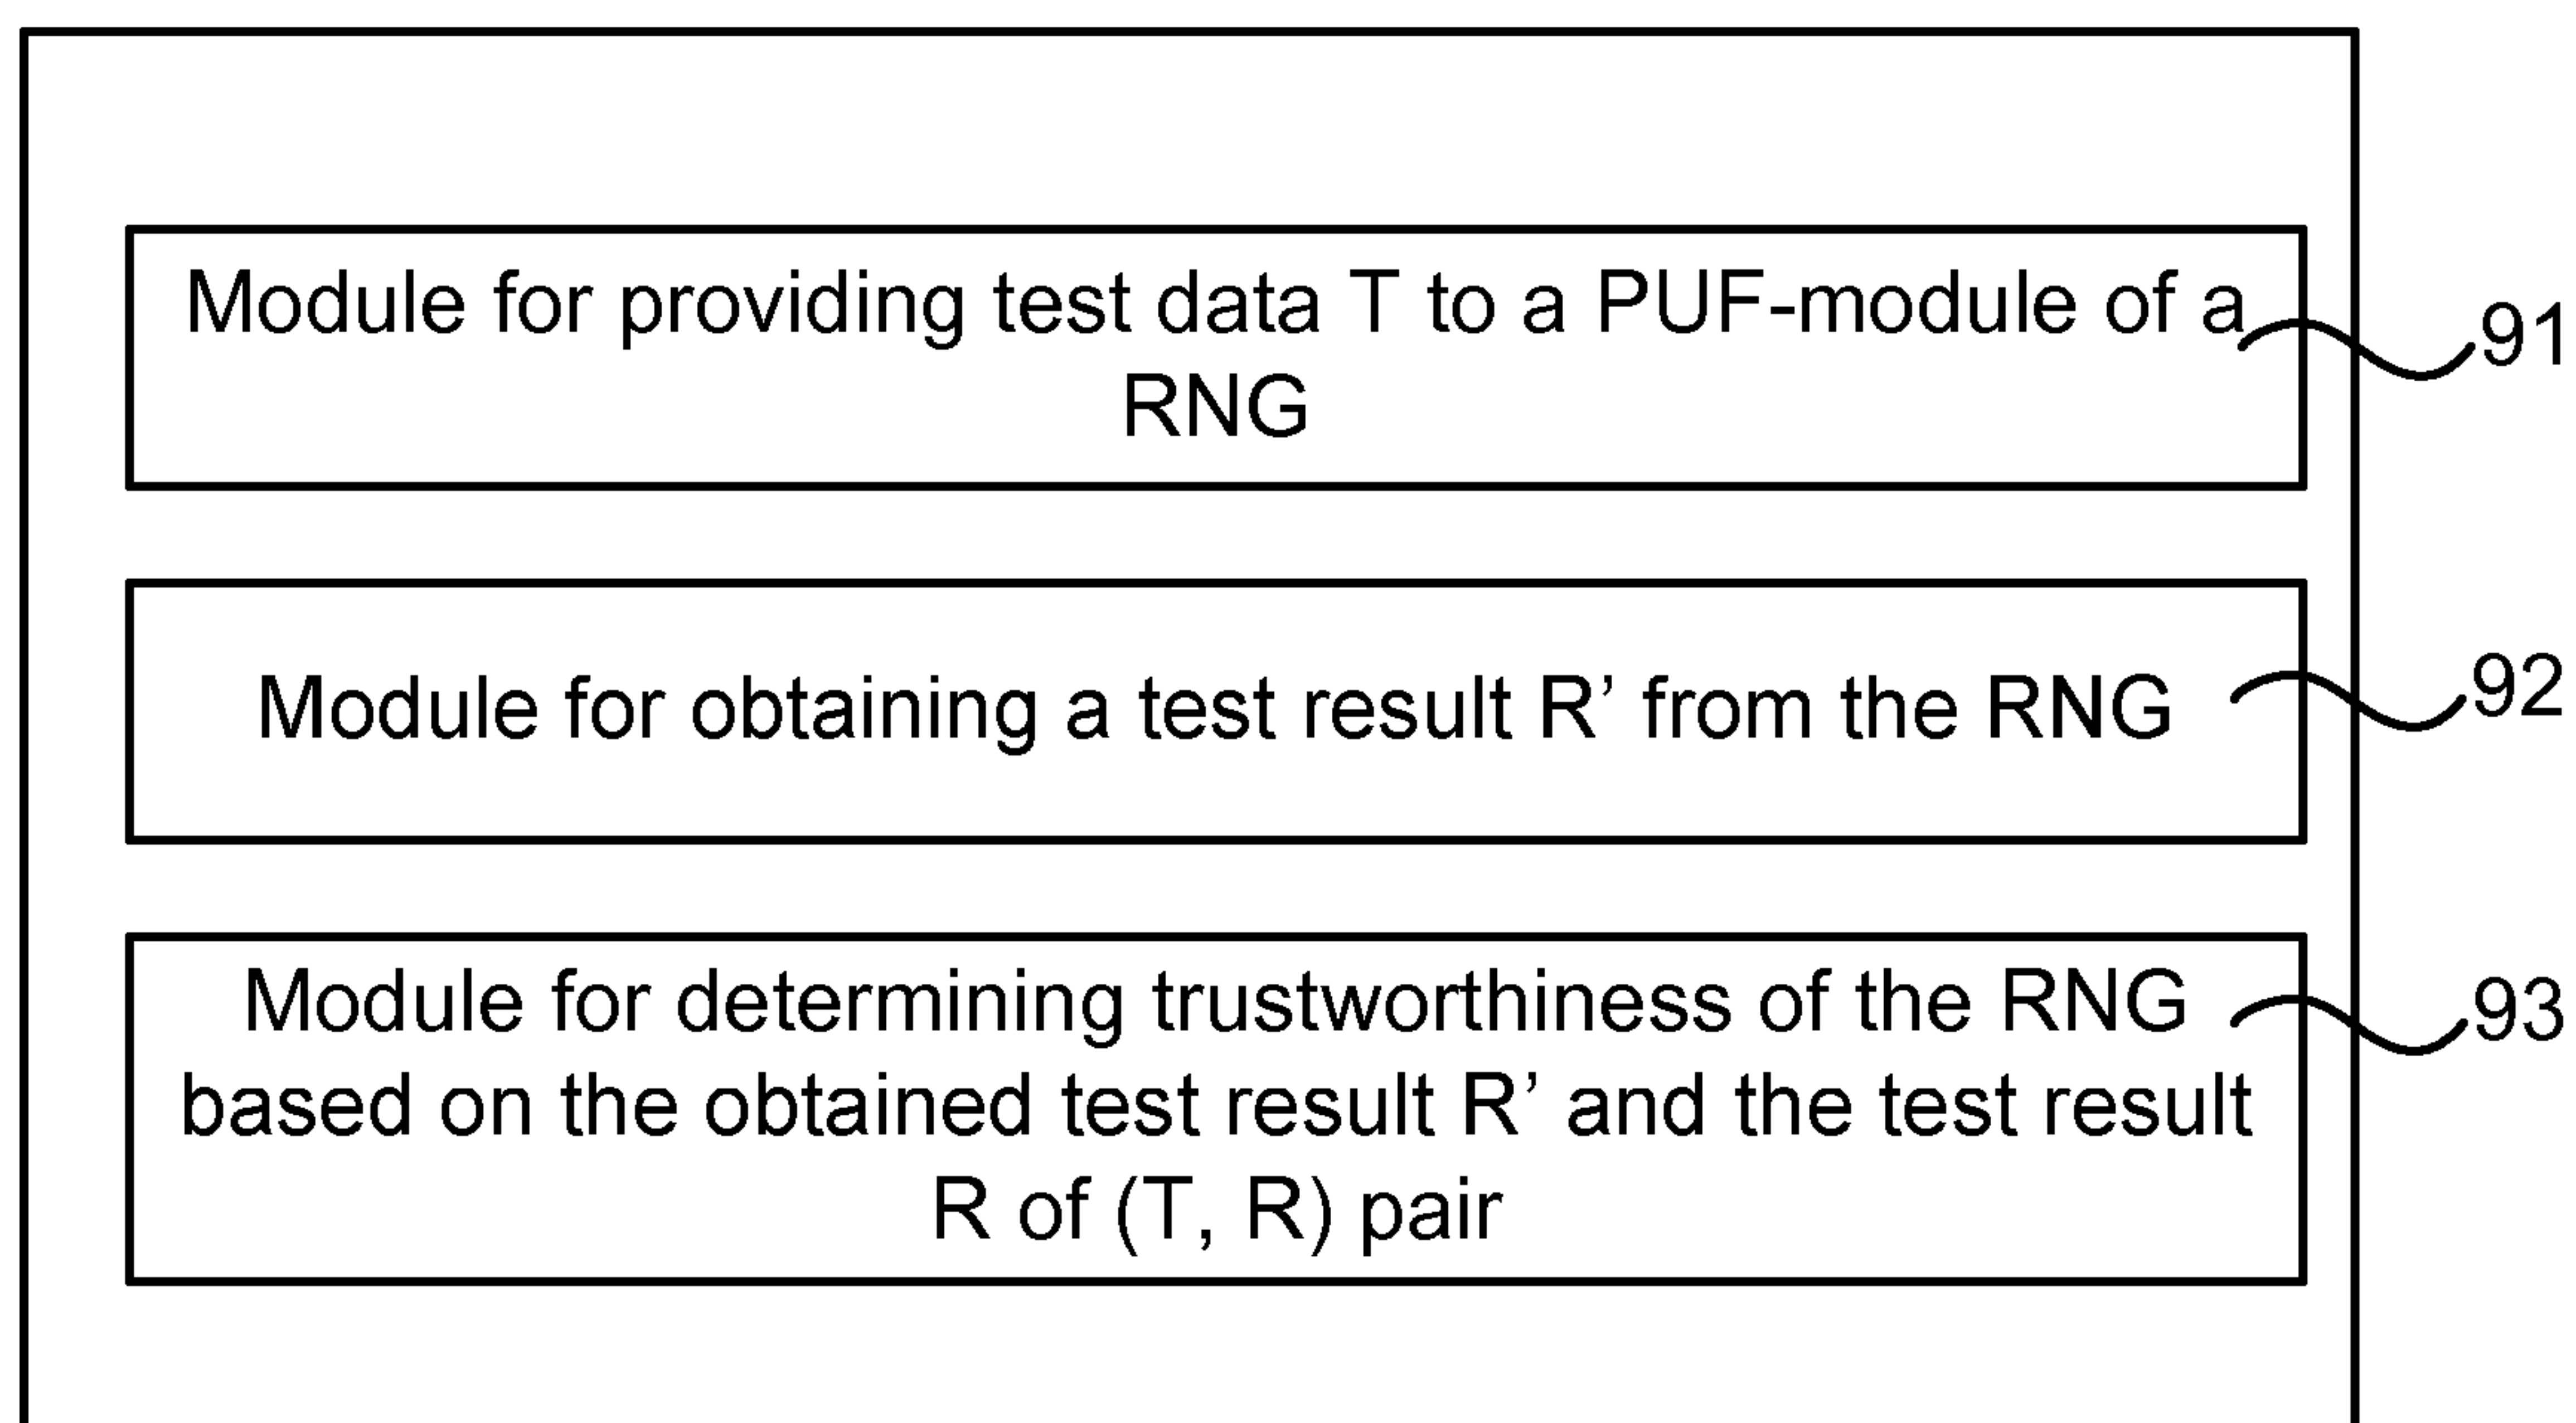 Module for providing test data T to a PUF-module of a
RNG
91
Module for obtaining a test result R’ from the RNG
92
Module for determining trustworthiness of the RNG
based on the obtained test result R’ and the test result
R of (T, R) pair
93